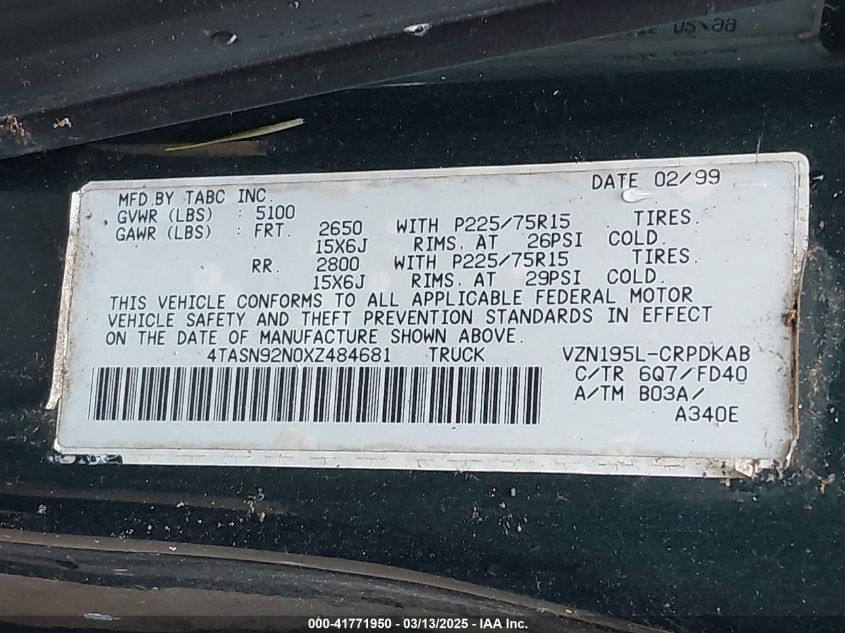 DATE 02/99
MFD.BY TABC INC.
GVWR (LBS) : 5100
GAWR (LBS) : FRT. 2650 WITH P225/75R15 TIRES.
15X6J RIMS. AT 26PSI COLD.
RR. 2800 WITH P225/75R15 TIRES.
15X6J RIMS. AT 29PSI COLD.
THIS VEHICLE CONFORMS TO ALL APPLICABLE FEDERAL MOTOR
VEHICLE SAFETY AND THEFT PREVENTION STANDARDS IN EFFECT
ON THE DATE OF MANUFACTURE SHOWN ABOVE.
4TASN92N0XZ484681 TRUCK VZN195L-CRPDKAB
C/TR 6Q7/FD40
A/TM B03A/
A340E
000-41771950 - 03/13/2025 - IAA Inc.